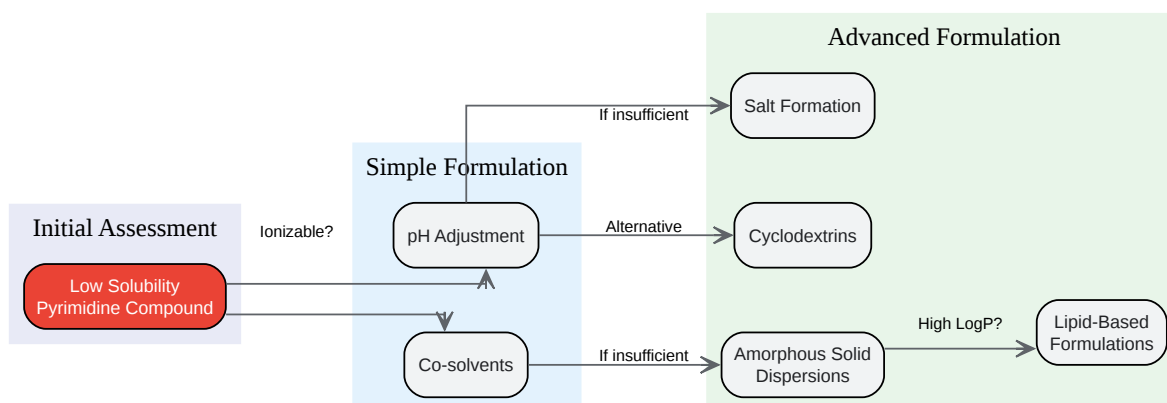 Advanced Formulation
Salt Formation
If insufficient
Simple Formulation
Initial Assessment
Ionizable?
pH Adjustment
Alternative
Cyclodextrins
Low Solubility
Pyrimidine Compound
Co-solvents
If insufficient
Amorphous Solid
Dispersions
High LogP?
Lipid-Based
Formulations